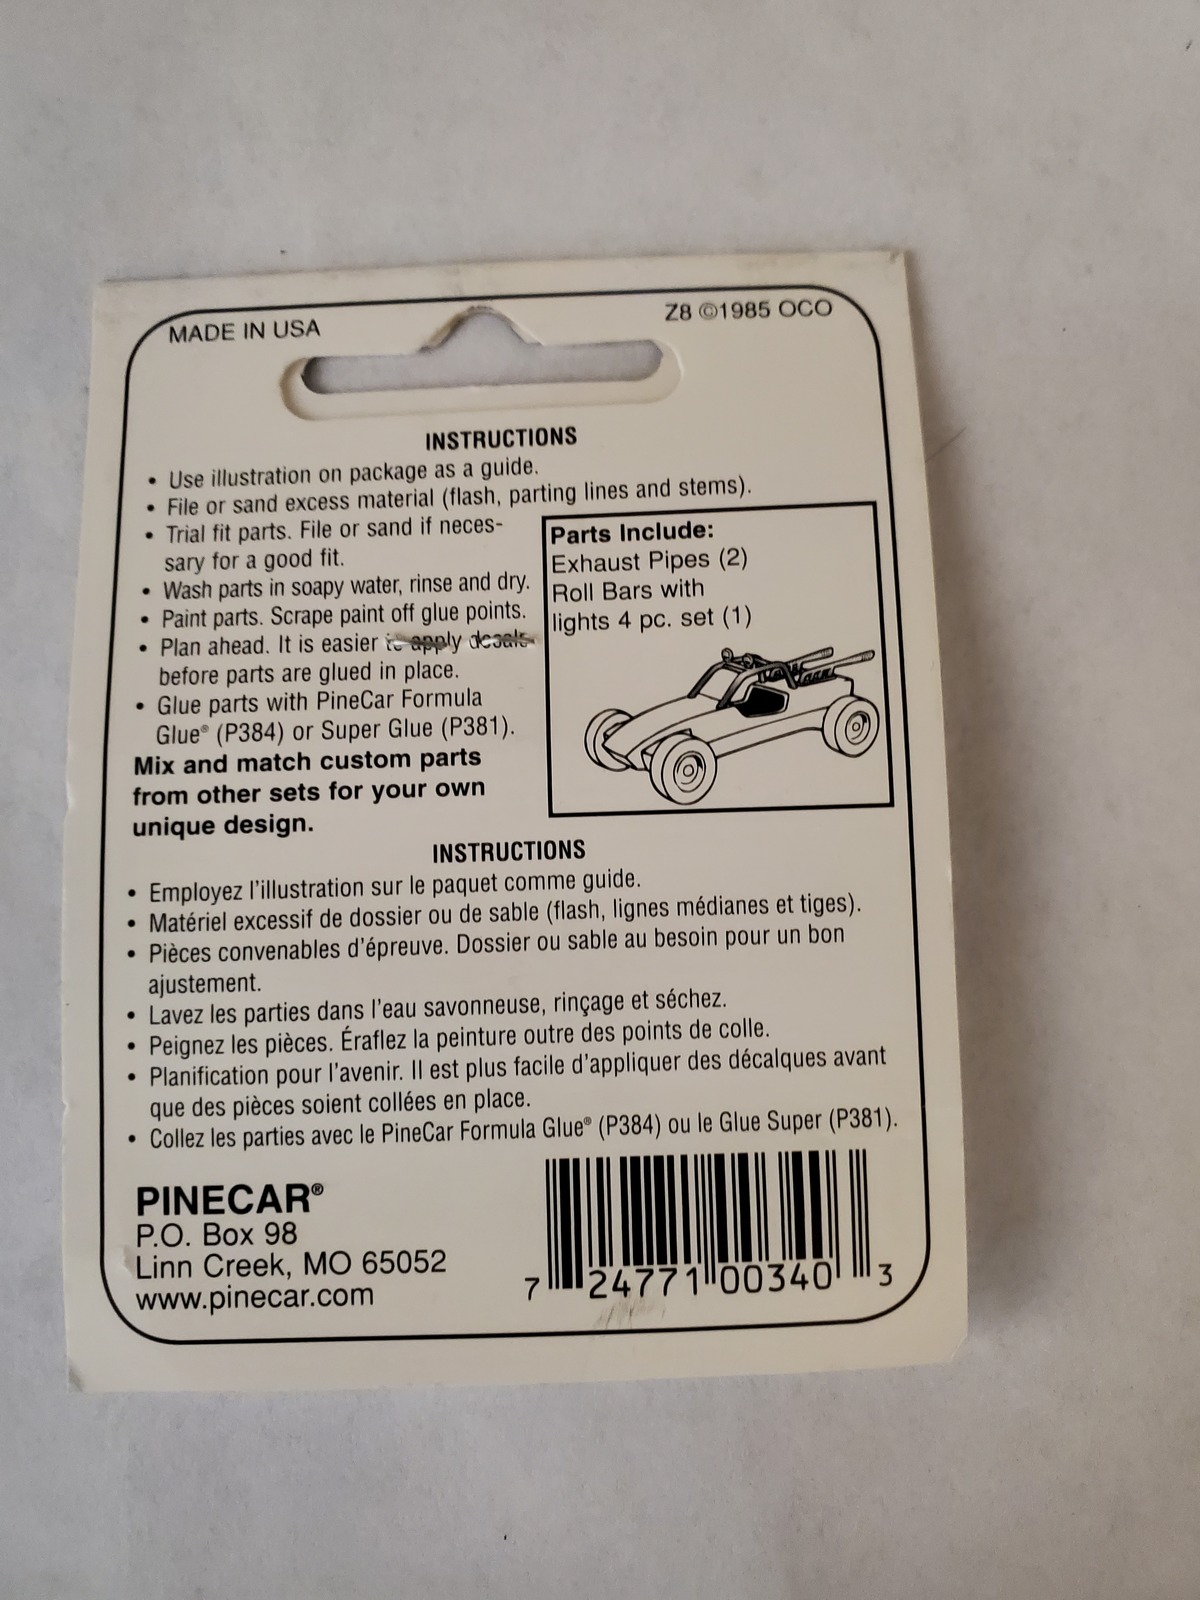 MADE IN USA
Z8 ©1985 OCO
INSTRUCTIONS
• Use illustration on package as a guide.
• File or sand excess material (flash, parting lines and stems).
• Trial fit parts. File or sand if neces-
sary for a good fit.
• Wash parts in soapy water, rinse and dry.
• Paint parts. Scrape paint off glue points.
• Plan ahead. It is easier to apply decals
before parts are glued in place.
• Glue parts with PineCar Formula
Glue® (P384) or Super Glue (P381).
Mix and match custom parts
from other sets for your own
unique design.
Parts Include:
Exhaust Pipes (2)
Roll Bars with
lights 4 pc. set (1)
INSTRUCTIONS
• Employez l'illustration sur le paquet comme guide.
• Matériel excessif de dossier ou de sable (flash, lignes médianes et tiges).
• Pièces convenables d'épreuve. Dossier ou sable au besoin pour un bon
ajustement.
• Lavez les parties dans l'eau savonneuse, rinçage et séchez.
• Peignez les pièces. Éraflez la peinture outre des points de colle.
• Planification pour l'avenir. Il est plus facile d'appliquer des décalques avant
que des pièces soient collées en place.
• Collez les parties avec le PineCar Formula Glue® (P384) ou le Glue Super (P381).
PINECAR®
P.O. Box 98
Linn Creek, MO 65052
www.pinecar.com
7 24771 00340 3